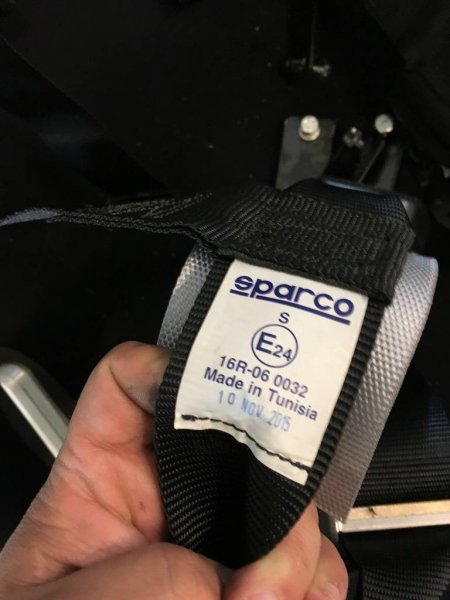 sparco
S
E24
16R-06 0032
Made in Tunisia
10 NOV. 2015